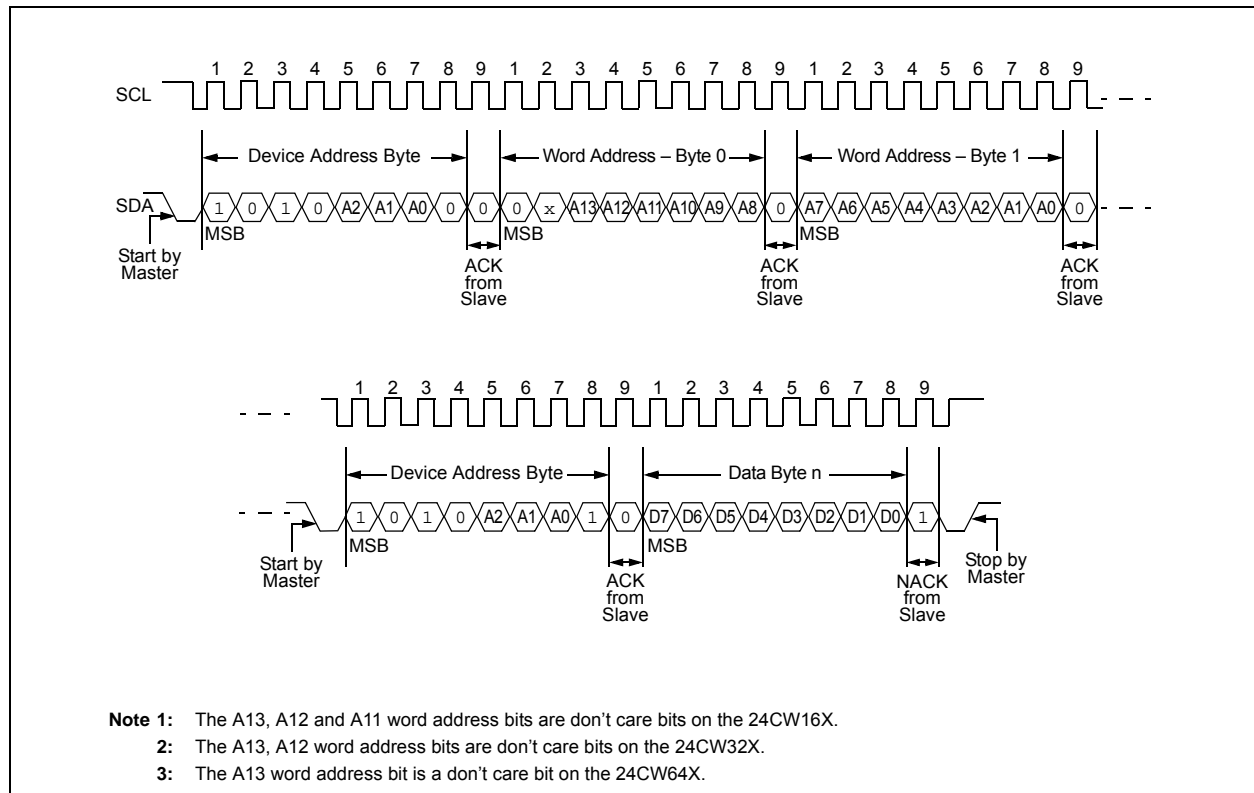 1 2 3 4 5 6 7 8 9 1 2 3 4 5 6 7 8 9 1 2 3 4 5 6 7 8 9
SCL
Device Address Byte Word Address – Byte 0 Word Address – Byte 1
SDA 1 0 1 0 A2 A1 A0 0 0 0 x A13 A12 A11 A10 A9 A8 0 A7 A6 A5 A4 A3 A2 A1 A0 0
MSB MSB MSB
Start by
Master
ACK
from
Slave
ACK
from
Slave
ACK
from
Slave
1 2 3 4 5 6 7 8 9 1 2 3 4 5 6 7 8 9
Device Address Byte Data Byte n
1 0 1 0 A2 A1 A0 1 0 D7 D6 D5 D4 D3 D2 D1 D0 1
MSB MSB
Start by
Master
ACK
from
Slave
NACK
from
Slave
Stop by
Master
Note 1: The A13, A12 and A11 word address bits are don't care bits on the 24CW16X.
2: The A13, A12 word address bits are don't care bits on the 24CW32X.
3: The A13 word address bit is a don't care bit on the 24CW64X.